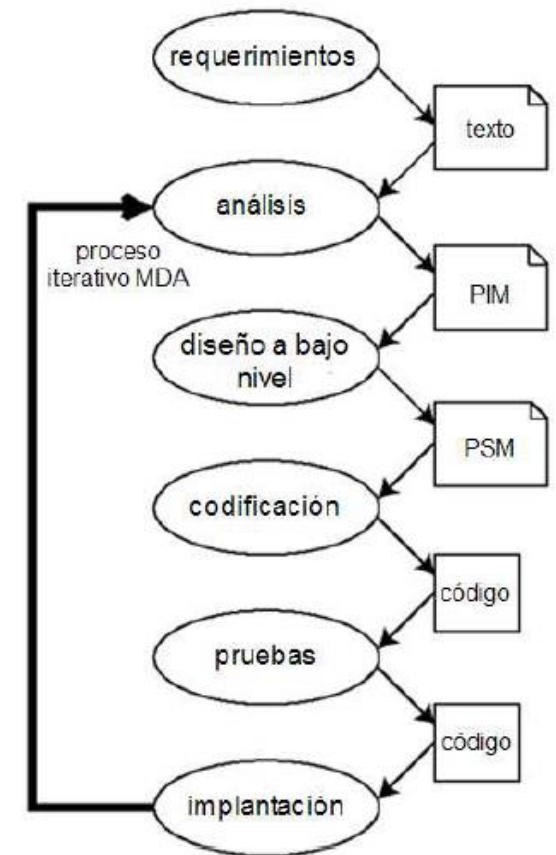 requerimientos
texto
análisis
proceso
iterativo MDA
PIM
diseño a bajo
nivel
PSM
codificación
código
pruebas
código
implantación